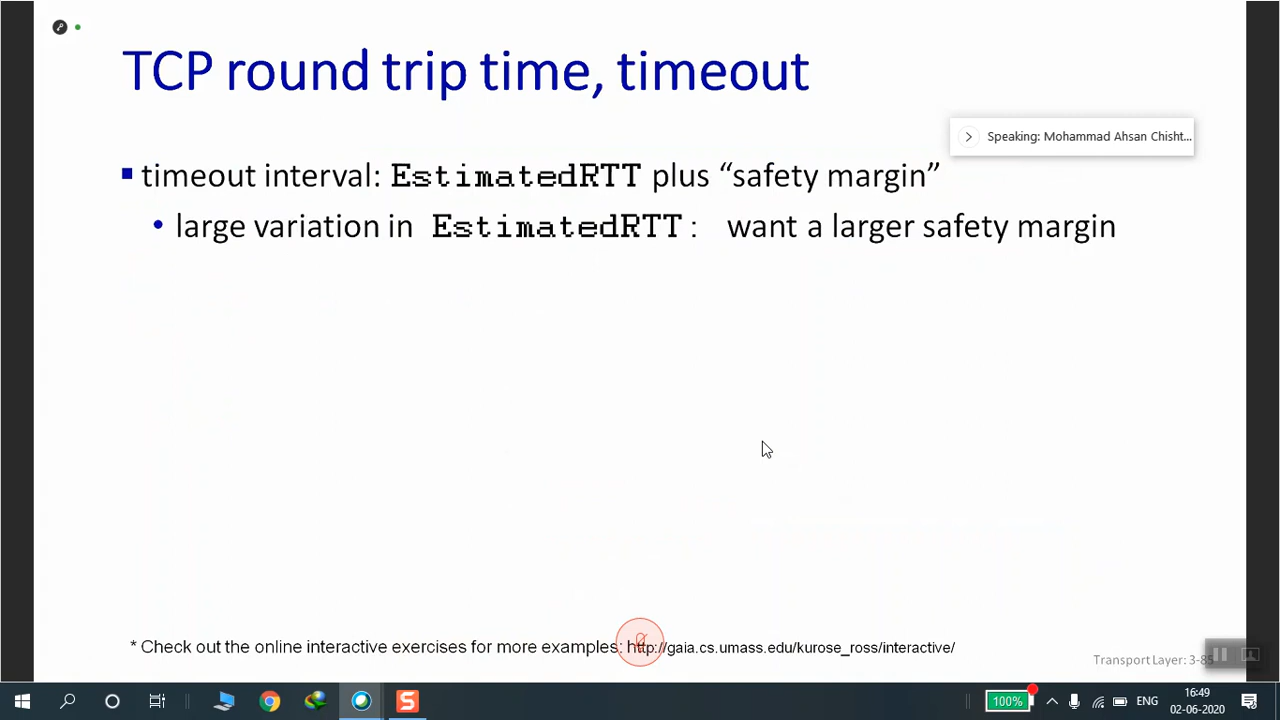 TCP round trip time, timeout
Speaking: Mohammad Ahsan Chisht...
▪ timeout interval: EstimatedRTT plus “safety margin”
• large variation in EstimatedRTT: want a larger safety margin
* Check out the online interactive exercises for more examples: http://gaia.cs.umass.edu/kurose_ross/interactive/
Transport Layer: 3-85
100%
ENG
16:49
02-06-2020